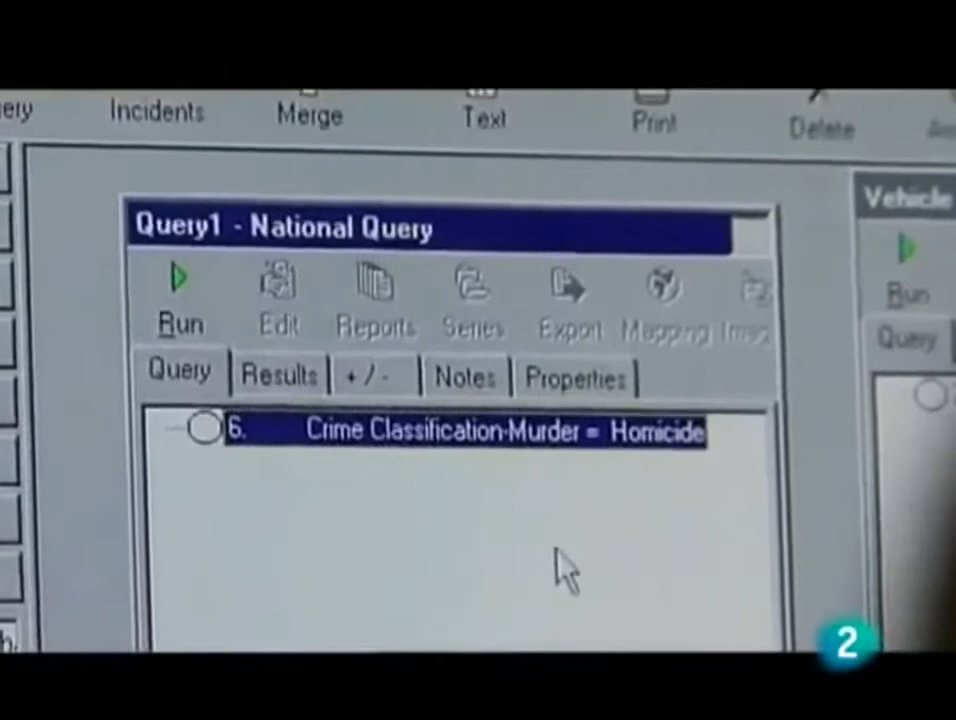 Incidents Merge Text Print Delete
Vehicle
Query1 - National Query
Run Edit Reports Series Export Mapping
Run
Query Results + / - Notes Properties
Query
6. Crime Classification-Murder = Homicide
2